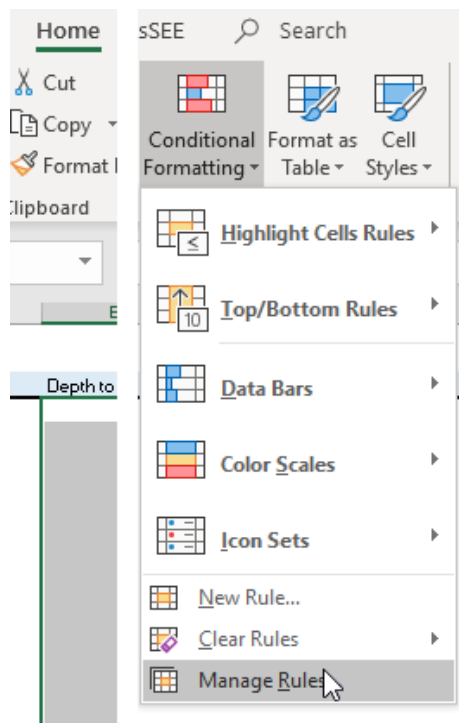 Home
sSEE
Search
Cut
Copy
Format
Clipboard
Conditional
Formatting
Format as
Table
Cell
Styles
E
Depth to
≤
Highlight Cells Rules
10
Top/Bottom Rules
Data Bars
Color Scales
Icon Sets
New Rule...
Clear Rules
Manage Rules